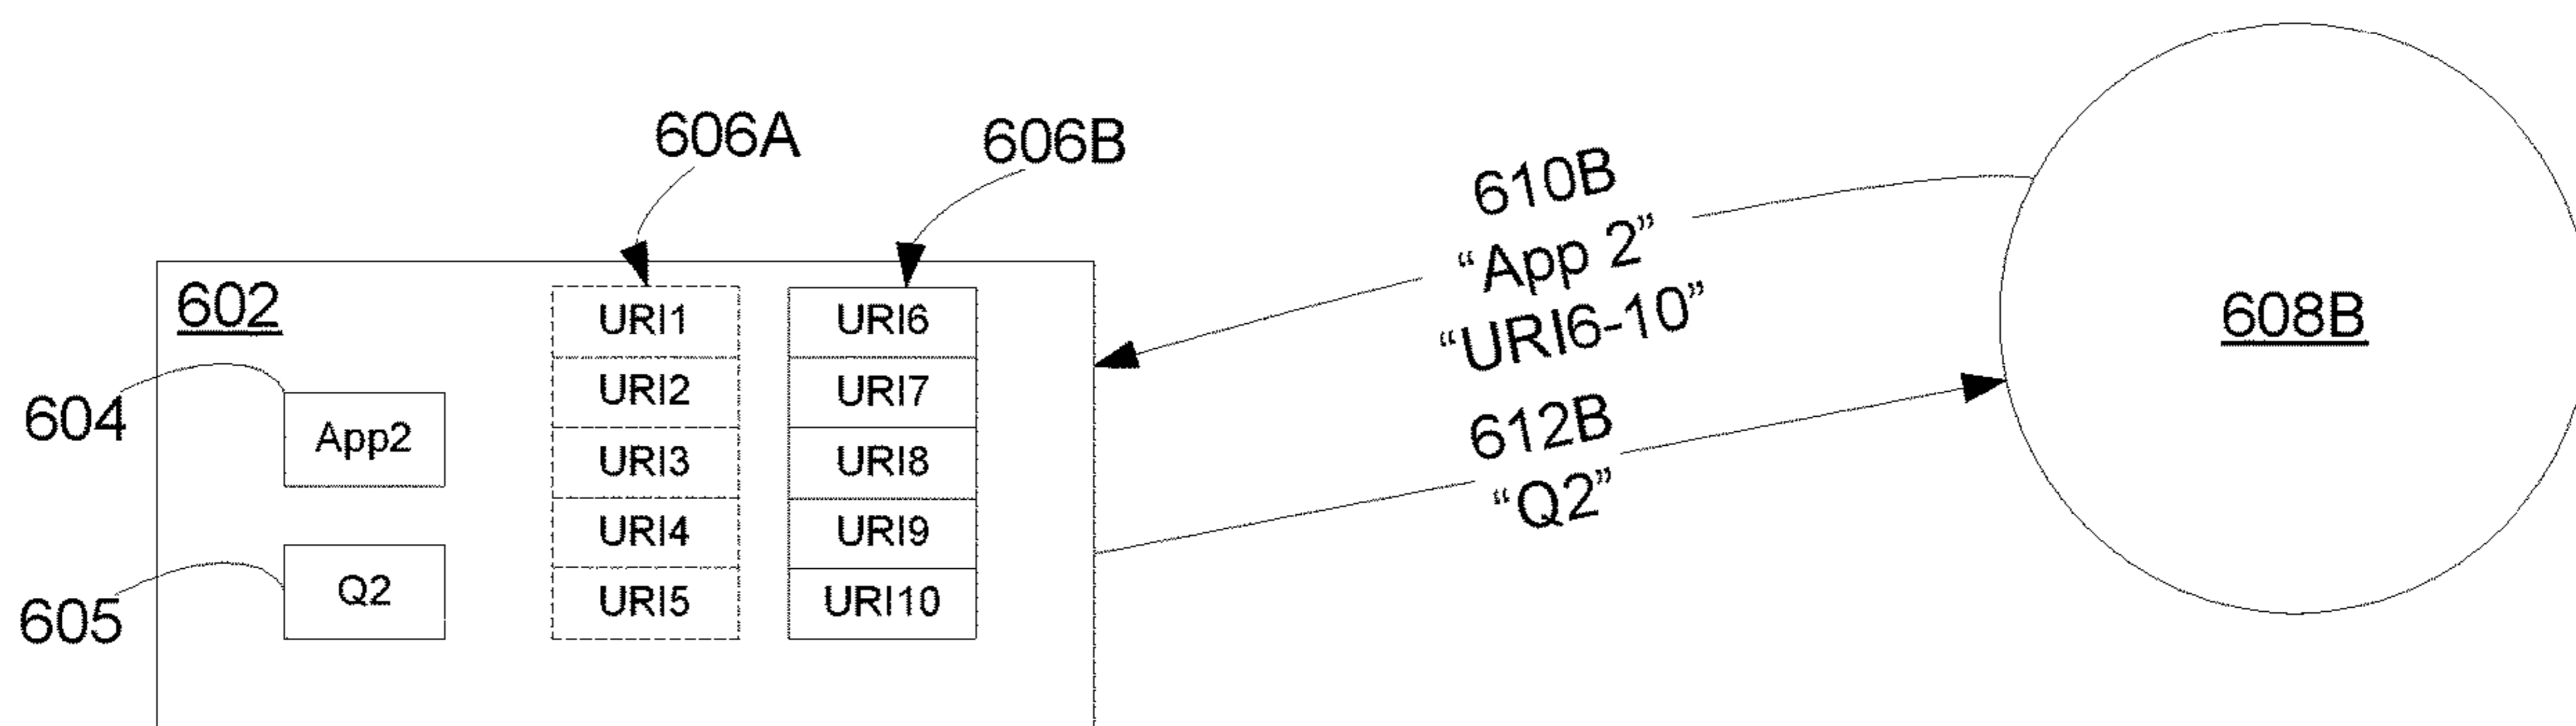 606A
606B
610B
“App 2”
“URI6-10”
602
URI1
URI6
608B
URI2
URI7
604
App2
612B
“Q2”
URI3
URI8
URI4
URI9
605
Q2
URI5
URI10